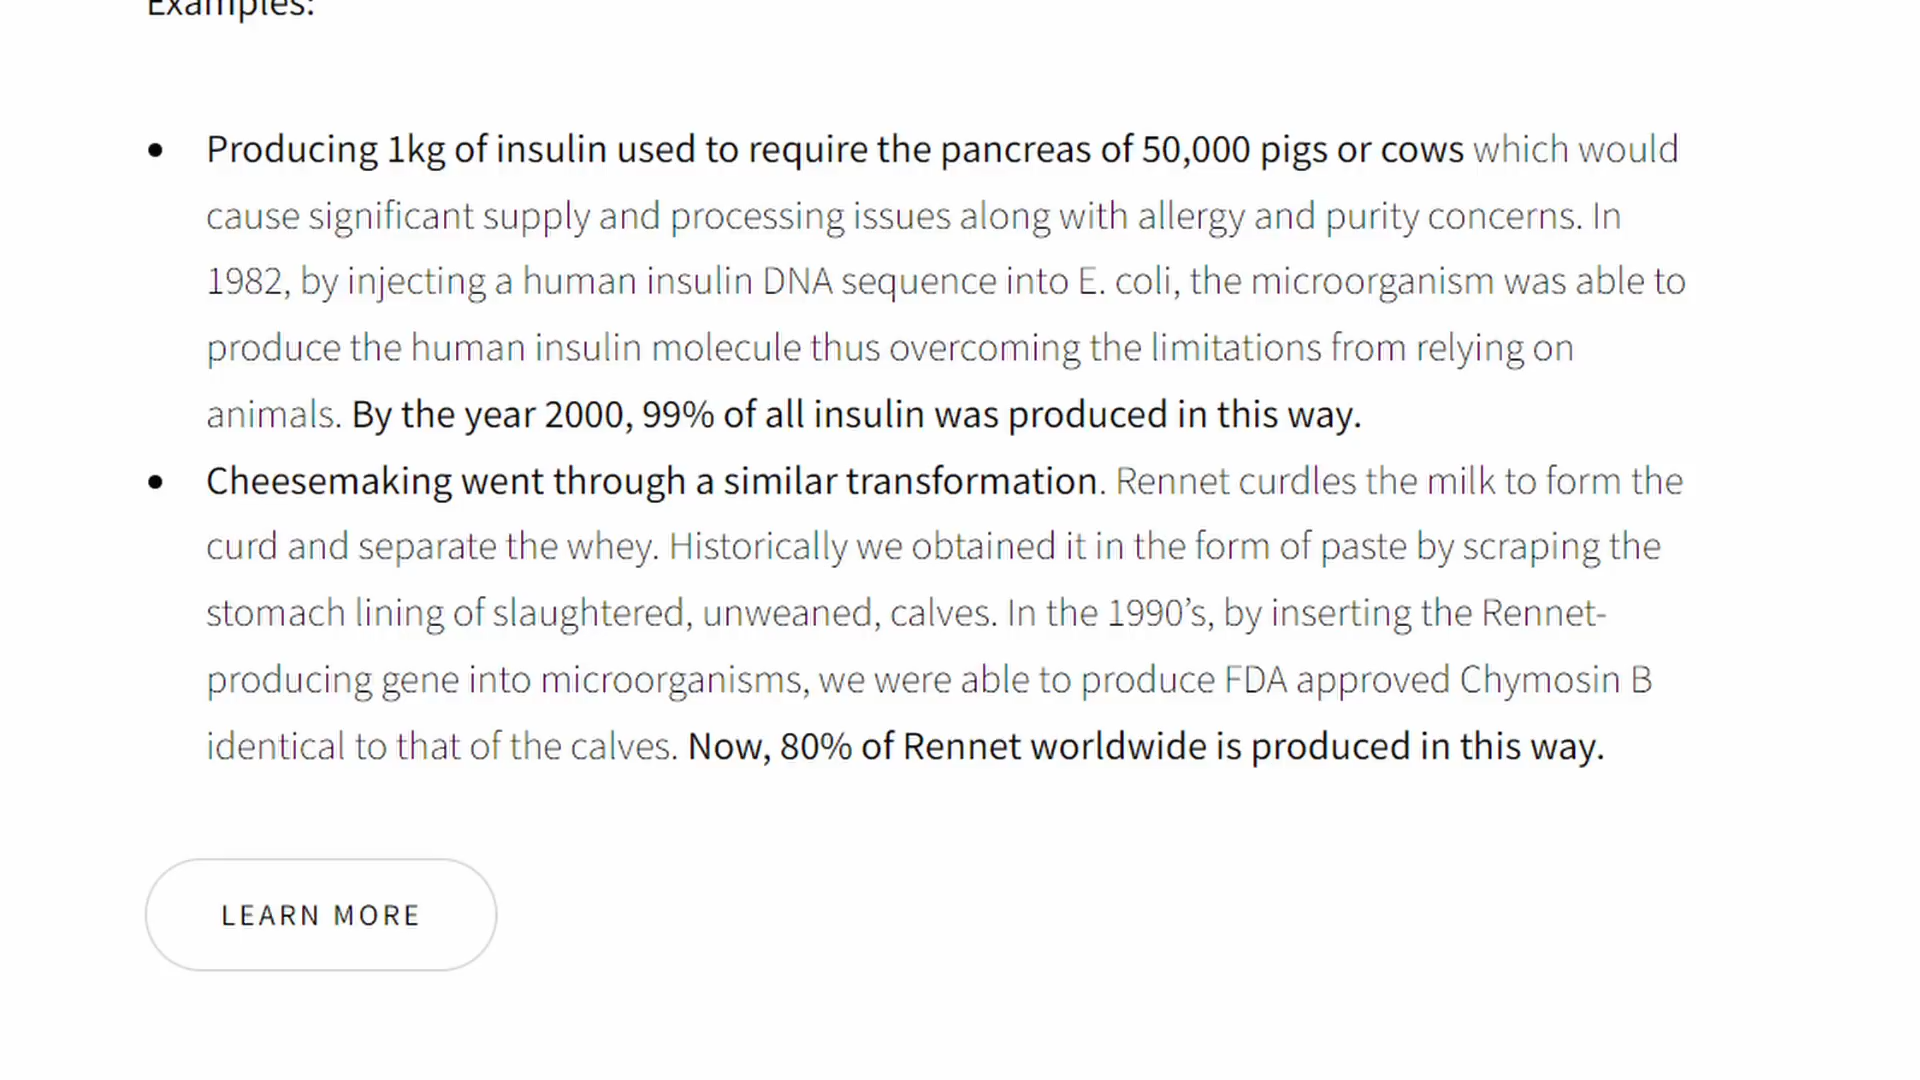 Examples:
• Producing 1kg of insulin used to require the pancreas of 50,000 pigs or cows which would
cause significant supply and processing issues along with allergy and purity concerns. In
1982, by injecting a human insulin DNA sequence into E. coli, the microorganism was able to
produce the human insulin molecule thus overcoming the limitations from relying on
animals. By the year 2000, 99% of all insulin was produced in this way.
• Cheesemaking went through a similar transformation. Rennet curdles the milk to form the
curd and separate the whey. Historically we obtained it in the form of paste by scraping the
stomach lining of slaughtered, unweaned, calves. In the 1990’s, by inserting the Rennet-
producing gene into microorganisms, we were able to produce FDA approved Chymosin B
identical to that of the calves. Now, 80% of Rennet worldwide is produced in this way.
LEARN MORE